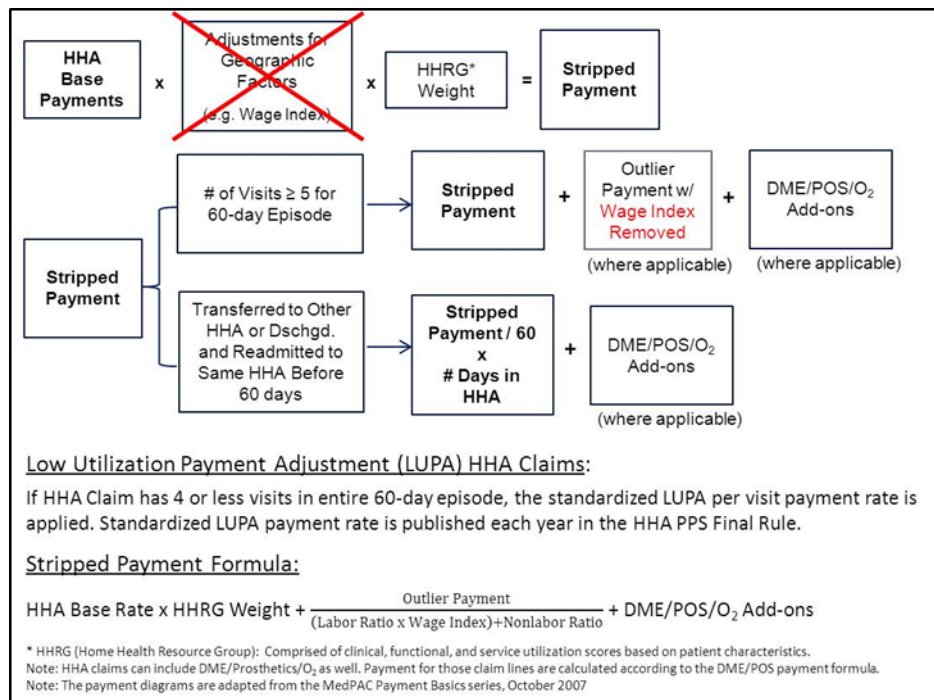 HHA
Base
Payments
x
Adjustments for
Geographic
Factors
(e.g. Wage Index)
x
HHRG*
Weight
=
Stripped
Payment
Stripped
Payment
# of Visits ≥ 5 for
60-day Episode
Stripped
Payment
+
Outlier
Payment w/
Wage Index
Removed
(where applicable)
+
DME/POS/O₂
Add-ons
(where applicable)
Transferred to Other
HHA or Dschgd.
and Readmitted to
Same HHA Before
60 days
Stripped
Payment / 60
x
# Days in
HHA
+
DME/POS/O₂
Add-ons
(where applicable)
Low Utilization Payment Adjustment (LUPA) HHA Claims:
If HHA Claim has 4 or less visits in entire 60-day episode, the standardized LUPA per visit payment rate is
applied. Standardized LUPA payment rate is published each year in the HHA PPS Final Rule.
Stripped Payment Formula:
HHA Base Rate x HHRG Weight + Outlier Payment / (Labor Ratio x Wage Index)+Nonlabor Ratio + DME/POS/O₂ Add-ons
* HHRG (Home Health Resource Group): Comprised of clinical, functional, and service utilization scores based on patient characteristics.
Note: HHA claims can include DME/Prosthetics/O₂ as well. Payment for those claim lines are calculated according to the DME/POS payment formula.
Note: The payment diagrams are adapted from the MedPAC Payment Basics series, October 2007